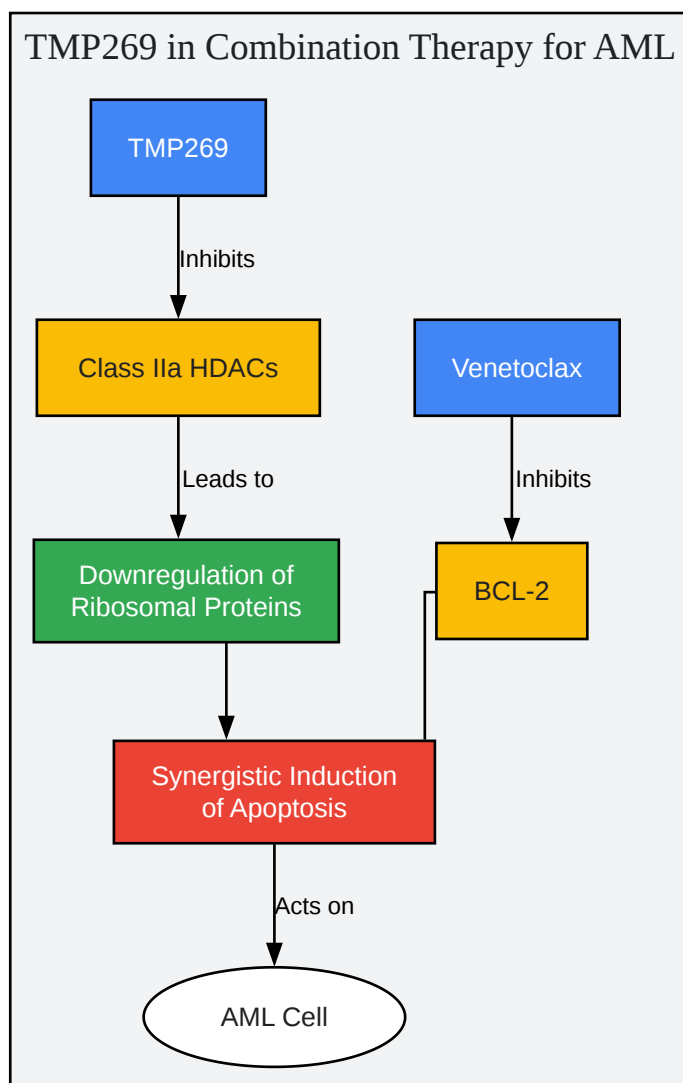 TMP269 in Combination Therapy for AML
TMP269
Inhibits
Class IIa HDACs
Venetoclax
Leads to
Inhibits
Downregulation of
Ribosomal Proteins
BCL-2
Synergistic Induction
of Apoptosis
Acts on
AML Cell